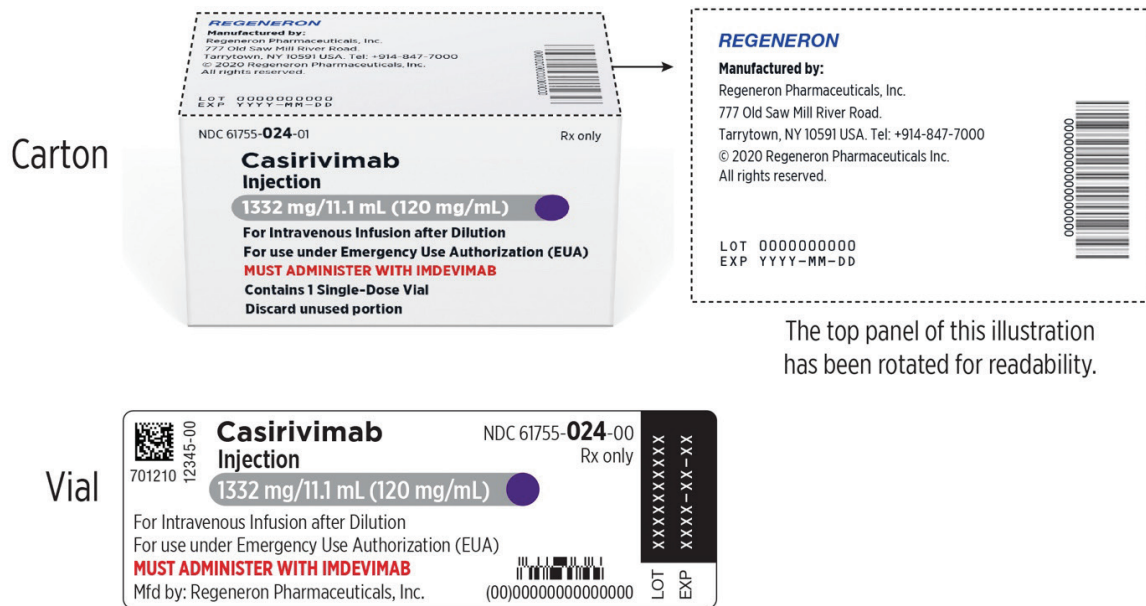 REGENERON
Manufactured by:
Regeneron Pharmaceuticals, Inc.
777 Old Saw Mill River Road.
Tarrytown, NY 10591 USA. Tel: +914-847-7000
© 2020 Regeneron Pharmaceuticals, Inc.
All rights reserved.
LOT 0000000000
EXP YYYY-MM-DD
Carton
NDC 61755-024-01
Rx only
Casirivimab
Injection
1332 mg/11.1 mL (120 mg/mL)
For Intravenous Infusion after Dilution
For use under Emergency Use Authorization (EUA)
MUST ADMINISTER WITH IMDEVIMAB
Contains 1 Single-Dose Vial
Discard unused portion
REGENERON
Manufactured by:
Regeneron Pharmaceuticals, Inc.
777 Old Saw Mill River Road.
Tarrytown, NY 10591 USA. Tel: +914-847-7000
© 2020 Regeneron Pharmaceuticals Inc.
All rights reserved.
LOT 0000000000
EXP YYYY-MM-DD
The top panel of this illustration
has been rotated for readability.
Vial
701210
12345-00
Casirivimab
Injection
NDC 61755-024-00
Rx only
1332 mg/11.1 mL (120 mg/mL)
For Intravenous Infusion after Dilution
For use under Emergency Use Authorization (EUA)
MUST ADMINISTER WITH IMDEVIMAB
Mfd by: Regeneron Pharmaceuticals, Inc.
(00)00000000000000
LOT XXXXXXXXXX
EXP XXXX-XX-XX